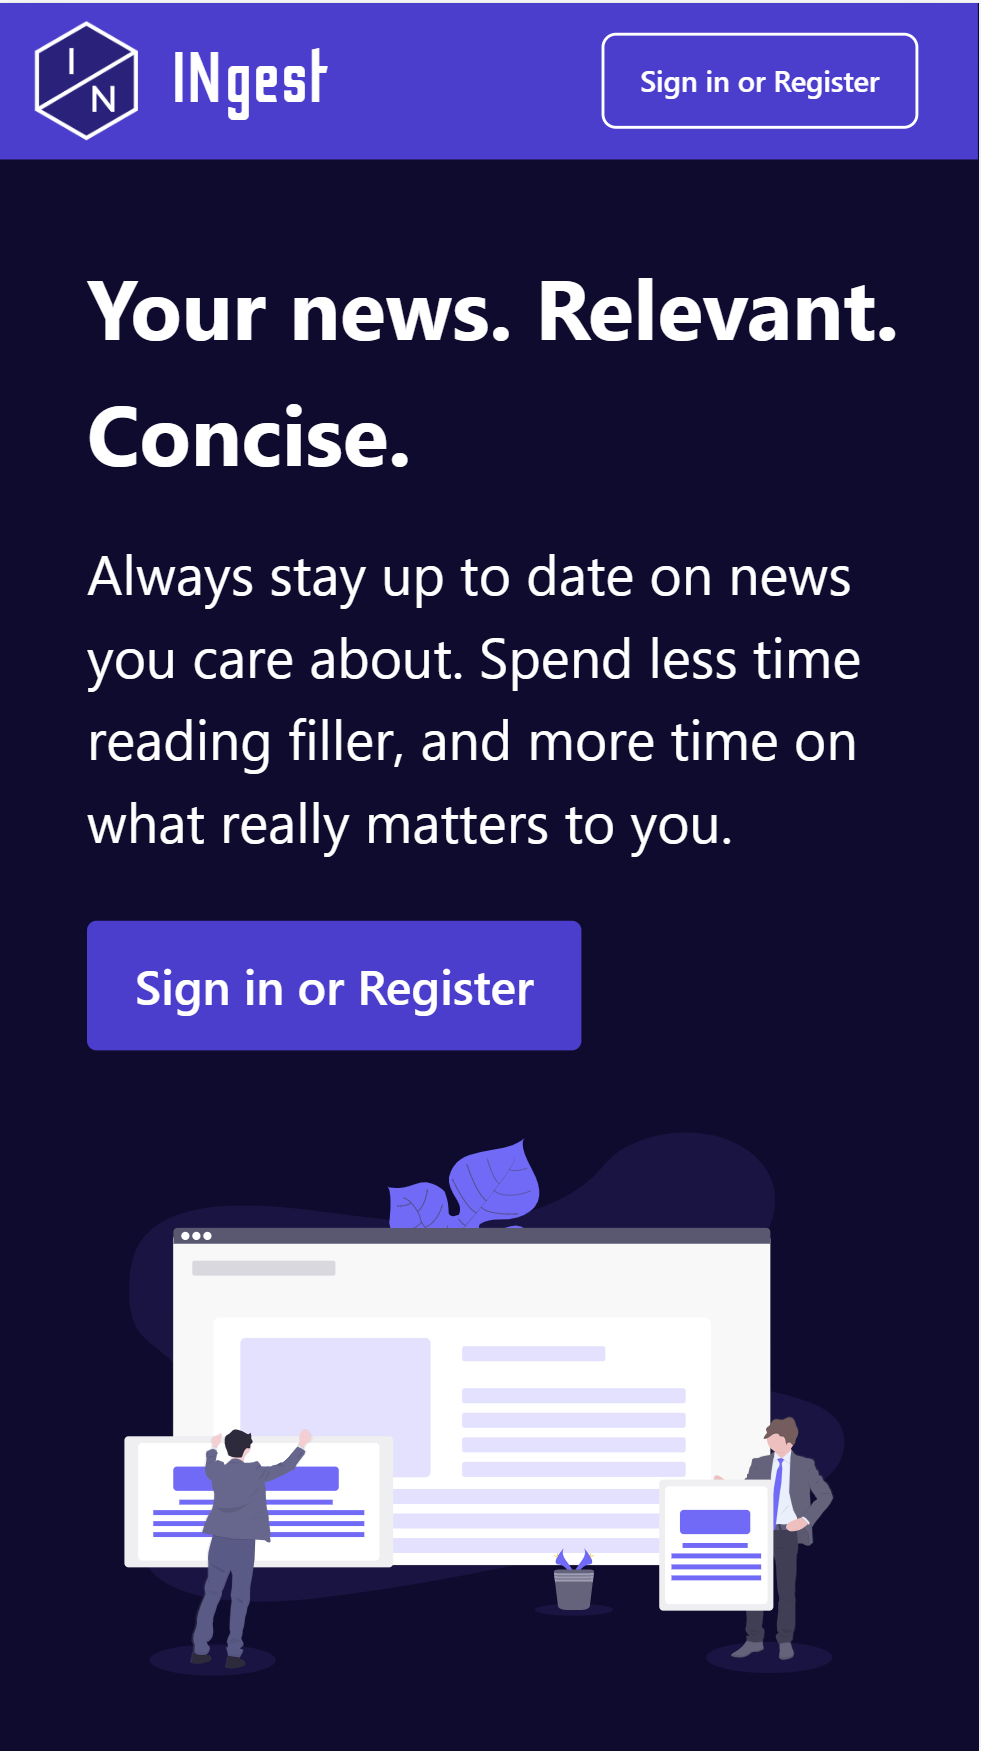 I
N
INgest
Sign in or Register
Your news. Relevant.
Concise.
Always stay up to date on news
you care about. Spend less time
reading filler, and more time on
what really matters to you.
Sign in or Register